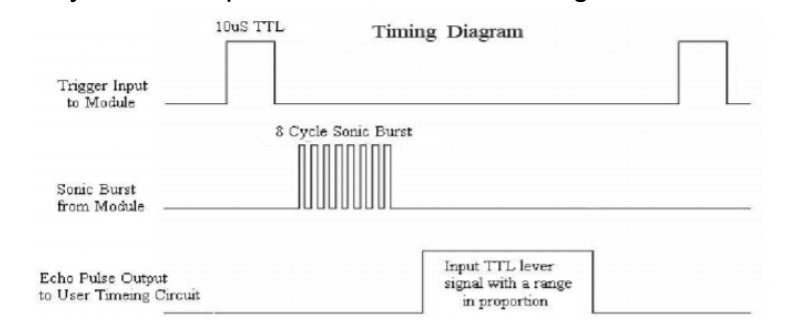 10uS TTL
Timing Diagram
Trigger Input
to Module
8 Cycle Sonic Burst
Sonic Burst
from Module
Input TTL lever
signal with a range
in proportion
Echo Pulse Output
to User Timeing Circuit